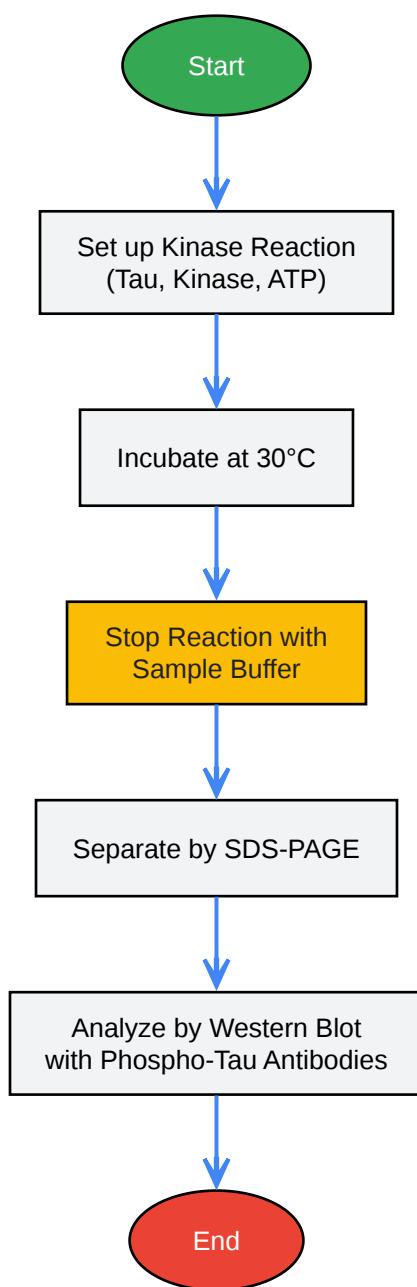 Start
Set up Kinase Reaction
(Tau, Kinase, ATP)
Incubate at 30°C
Stop Reaction with
Sample Buffer
Separate by SDS-PAGE
Analyze by Western Blot
with Phospho-Tau Antibodies
End